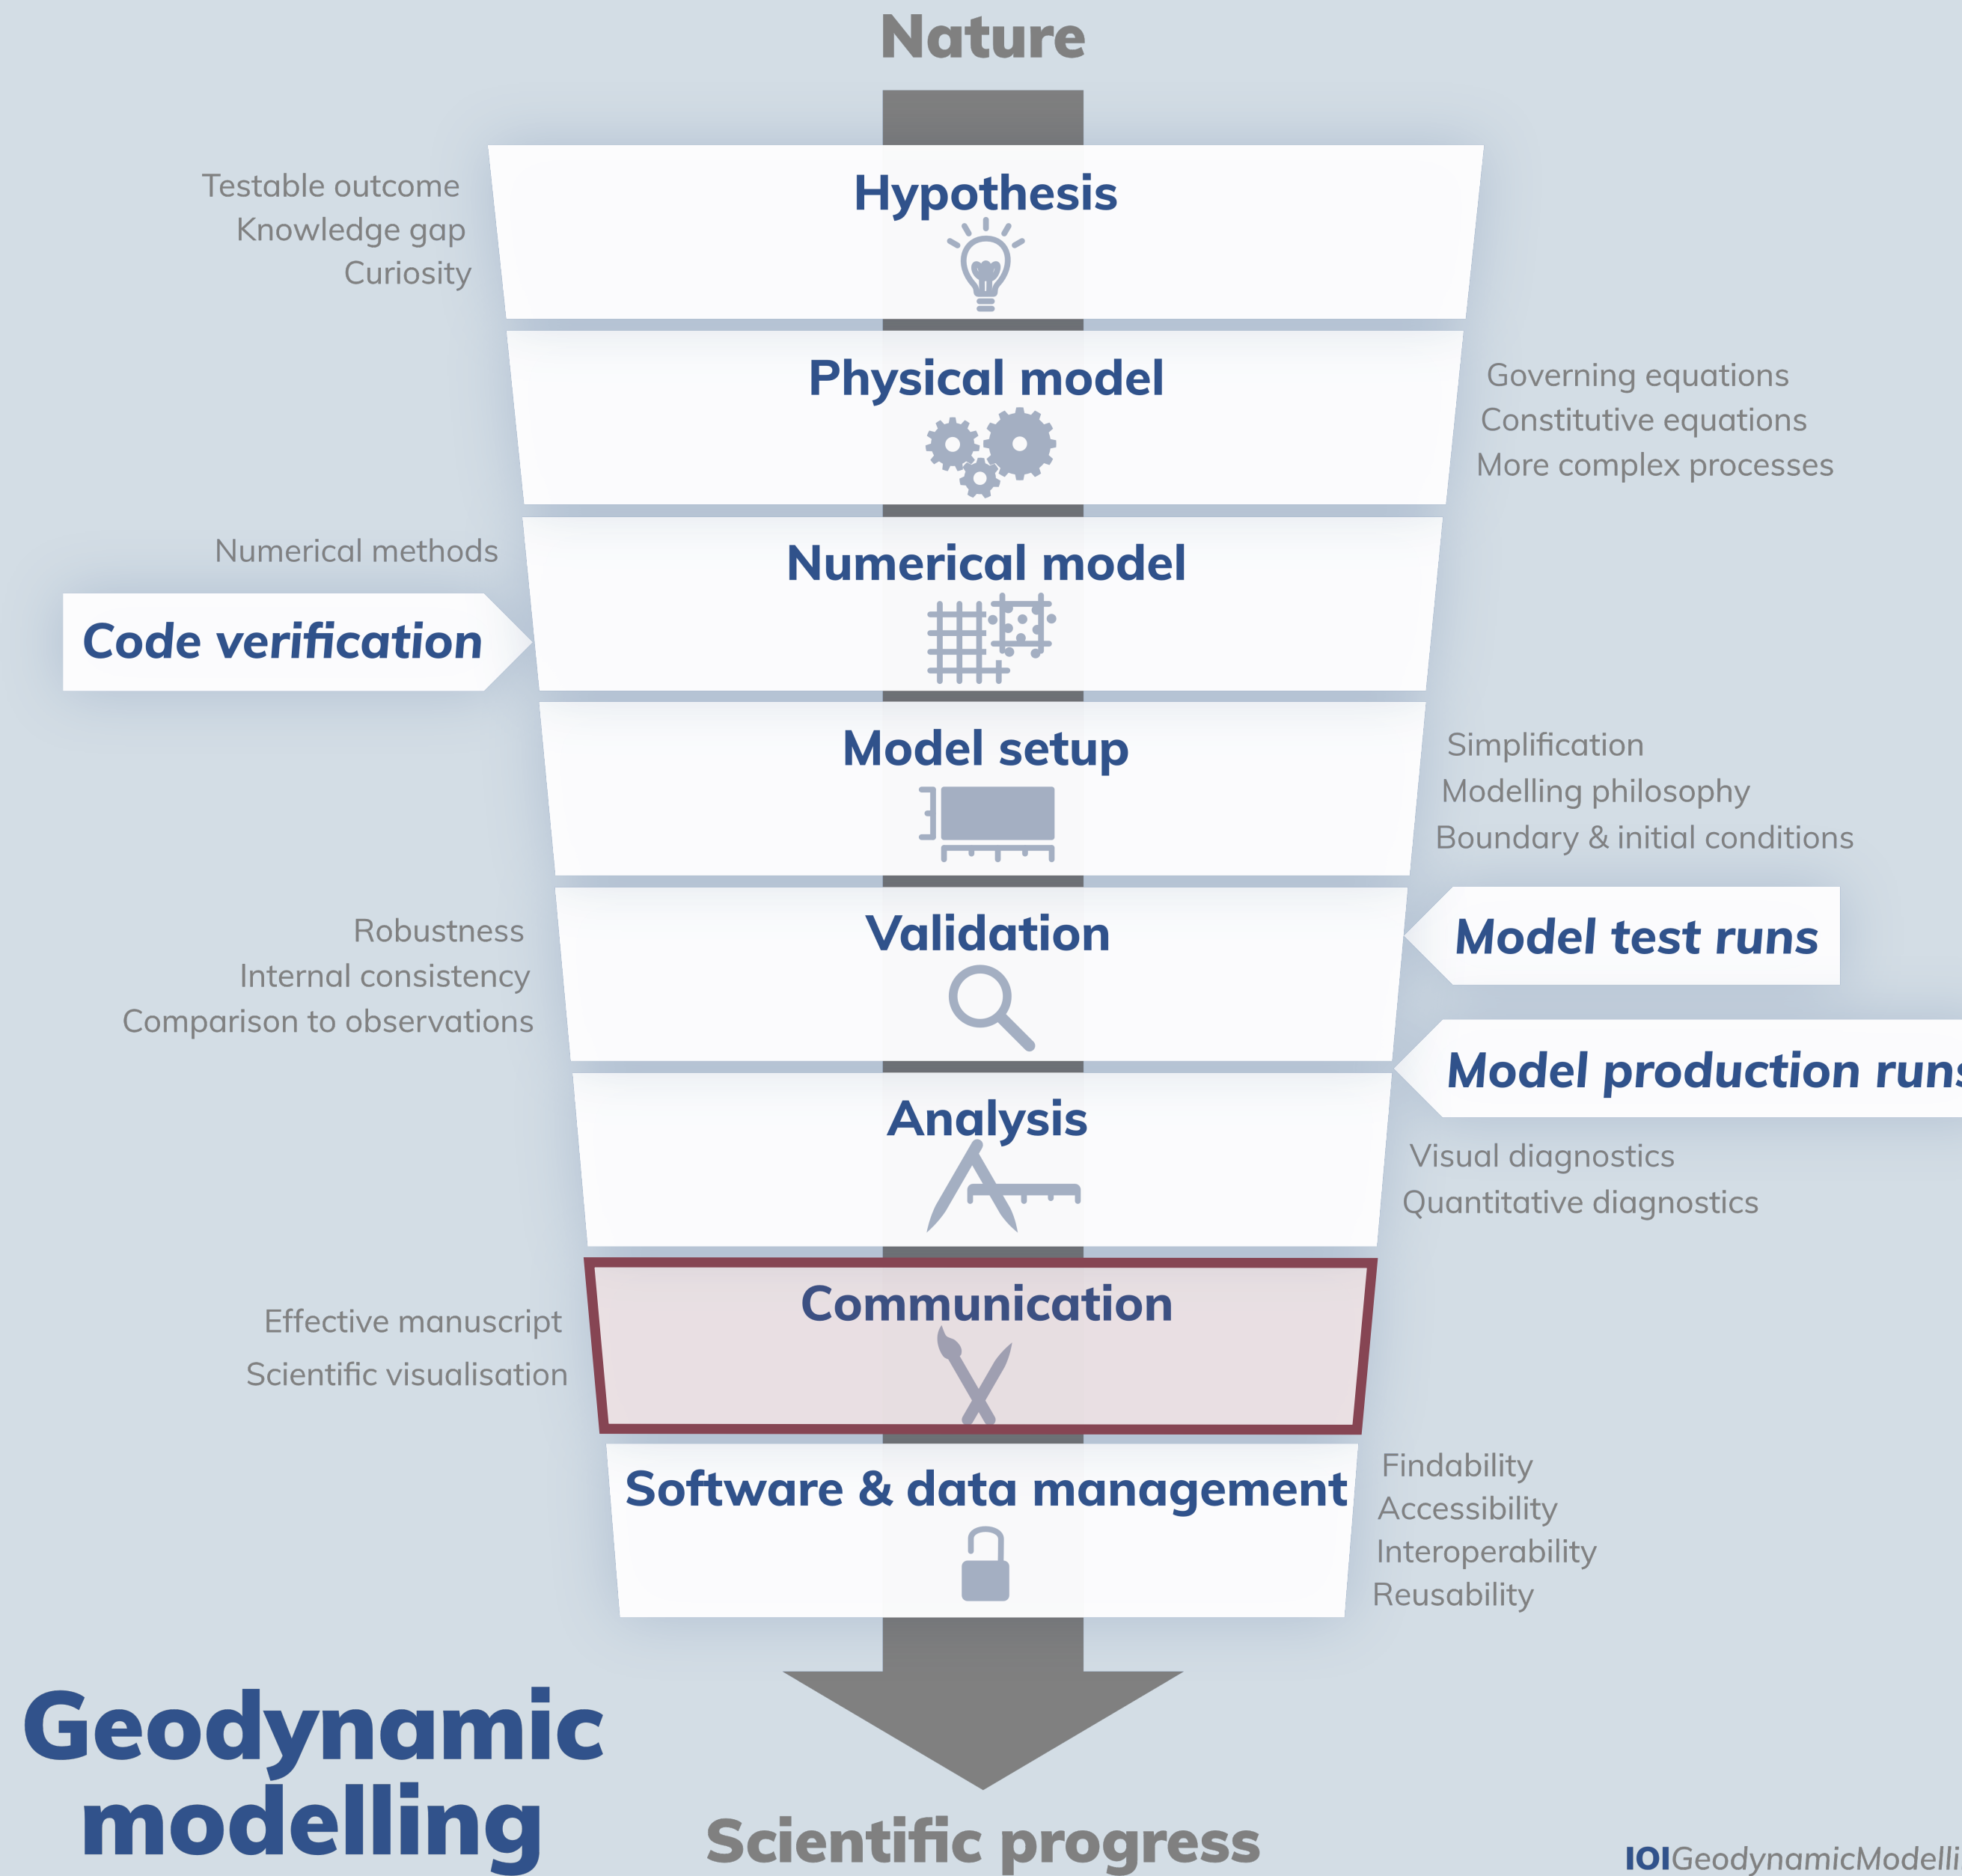 Nature
Hypothesis
Testable outcome
Knowledge gap
Curiosity
Physical model
Governing equations
Constitutive equations
More complex processes
Numerical model
Numerical methods
Code verification
Model setup
Simplification
Modelling philosophy
Boundary & initial conditions
Validation
Robustness
Internal consistency
Comparison to observations
Model test runs
Model production runs
Analysis
Visual diagnostics
Quantitative diagnostics
Communication
Effective manuscript
Scientific visualisation
Software & data management
Findability
Accessibility
Interoperability
Reusability
Geodynamic
modelling
Scientific progress
IOIGeodynamicModelli